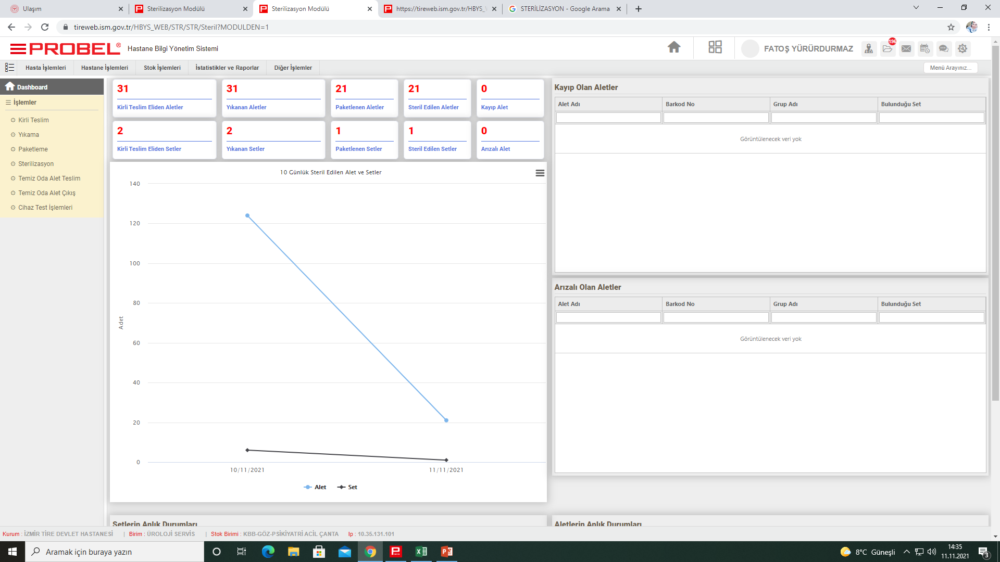 Ulaşım
Sterilizasyon Modülü
Sterilizasyon Modülü
https://tireweb.ism.gov.tr/HBYS_
STERİLİZASYON - Google Arama
tireweb.ism.gov.tr/HBYS_WEB/STR/STR/Steril?MODULDEN=1
PROBEL®
Hastane Bilgi Yönetim Sistemi
FATOŞ YÜRÜRDURMAZ
196
Hasta İşlemleri
Hastane İşlemleri
Stok İşlemleri
İstatistikler ve Raporlar
Diğer İşlemler
Menü Arayınız...
Dashboard
İşlemler
Kirli Teslim
Yıkama
Paketleme
Sterilizasyon
Temiz Oda Alet Teslim
Temiz Oda Alet Çıkış
Cihaz Test İşlemleri
31
Kirli Teslim Eliden Aletler
31
Yıkanan Aletler
21
Paketlenen Aletler
21
Steril Edilen Aletler
0
Kayıp Alet
2
Kirli Teslim Eliden Setler
2
Yıkanan Setler
1
Paketlenen Setler
1
Steril Edilen Setler
0
Arızalı Alet
10 Günlük Steril Edilen Alet ve Setler
140
120
100
80
60
40
20
0
Adet
10/11/2021
11/11/2021
Alet
Set
Kayıp Olan Aletler
Alet Adı
Barkod No
Grup Adı
Bulunduğu Set
Görüntülenecek veri yok
Arızalı Olan Aletler
Alet Adı
Barkod No
Grup Adı
Bulunduğu Set
Görüntülenecek veri yok
Setlerin Anlık Durumları
Aletlerin Anlık Durumları
Kurum : İZMİR TİRE DEVLET HASTANESİ | Birim : ÜROLOJİ SERVİS | Stok Birimi : KBB-GÖZ-PSİKİYATRİ ACİL ÇANTA Ip : 10.35.131.101
Aramak için buraya yazın
8°C Güneşli
14:35
11.11.2021
3